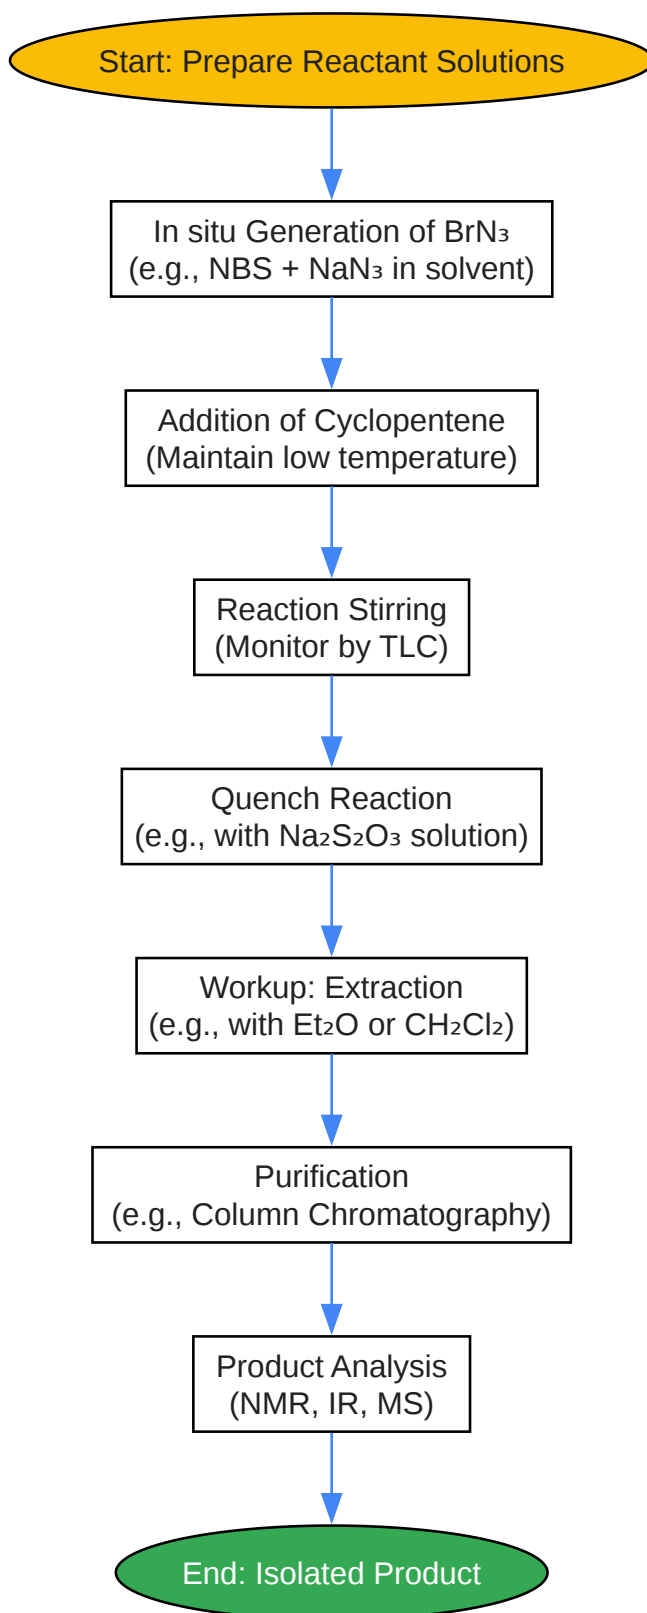 Start: Prepare Reactant Solutions
In situ Generation of BrN₃
(e.g., NBS + NaN₃ in solvent)
Addition of Cyclopentene
(Maintain low temperature)
Reaction Stirring
(Monitor by TLC)
Quench Reaction
(e.g., with Na₂S₂O₃ solution)
Workup: Extraction
(e.g., with Et₂O or CH₂Cl₂)
Purification
(e.g., Column Chromatography)
Product Analysis
(NMR, IR, MS)
End: Isolated Product